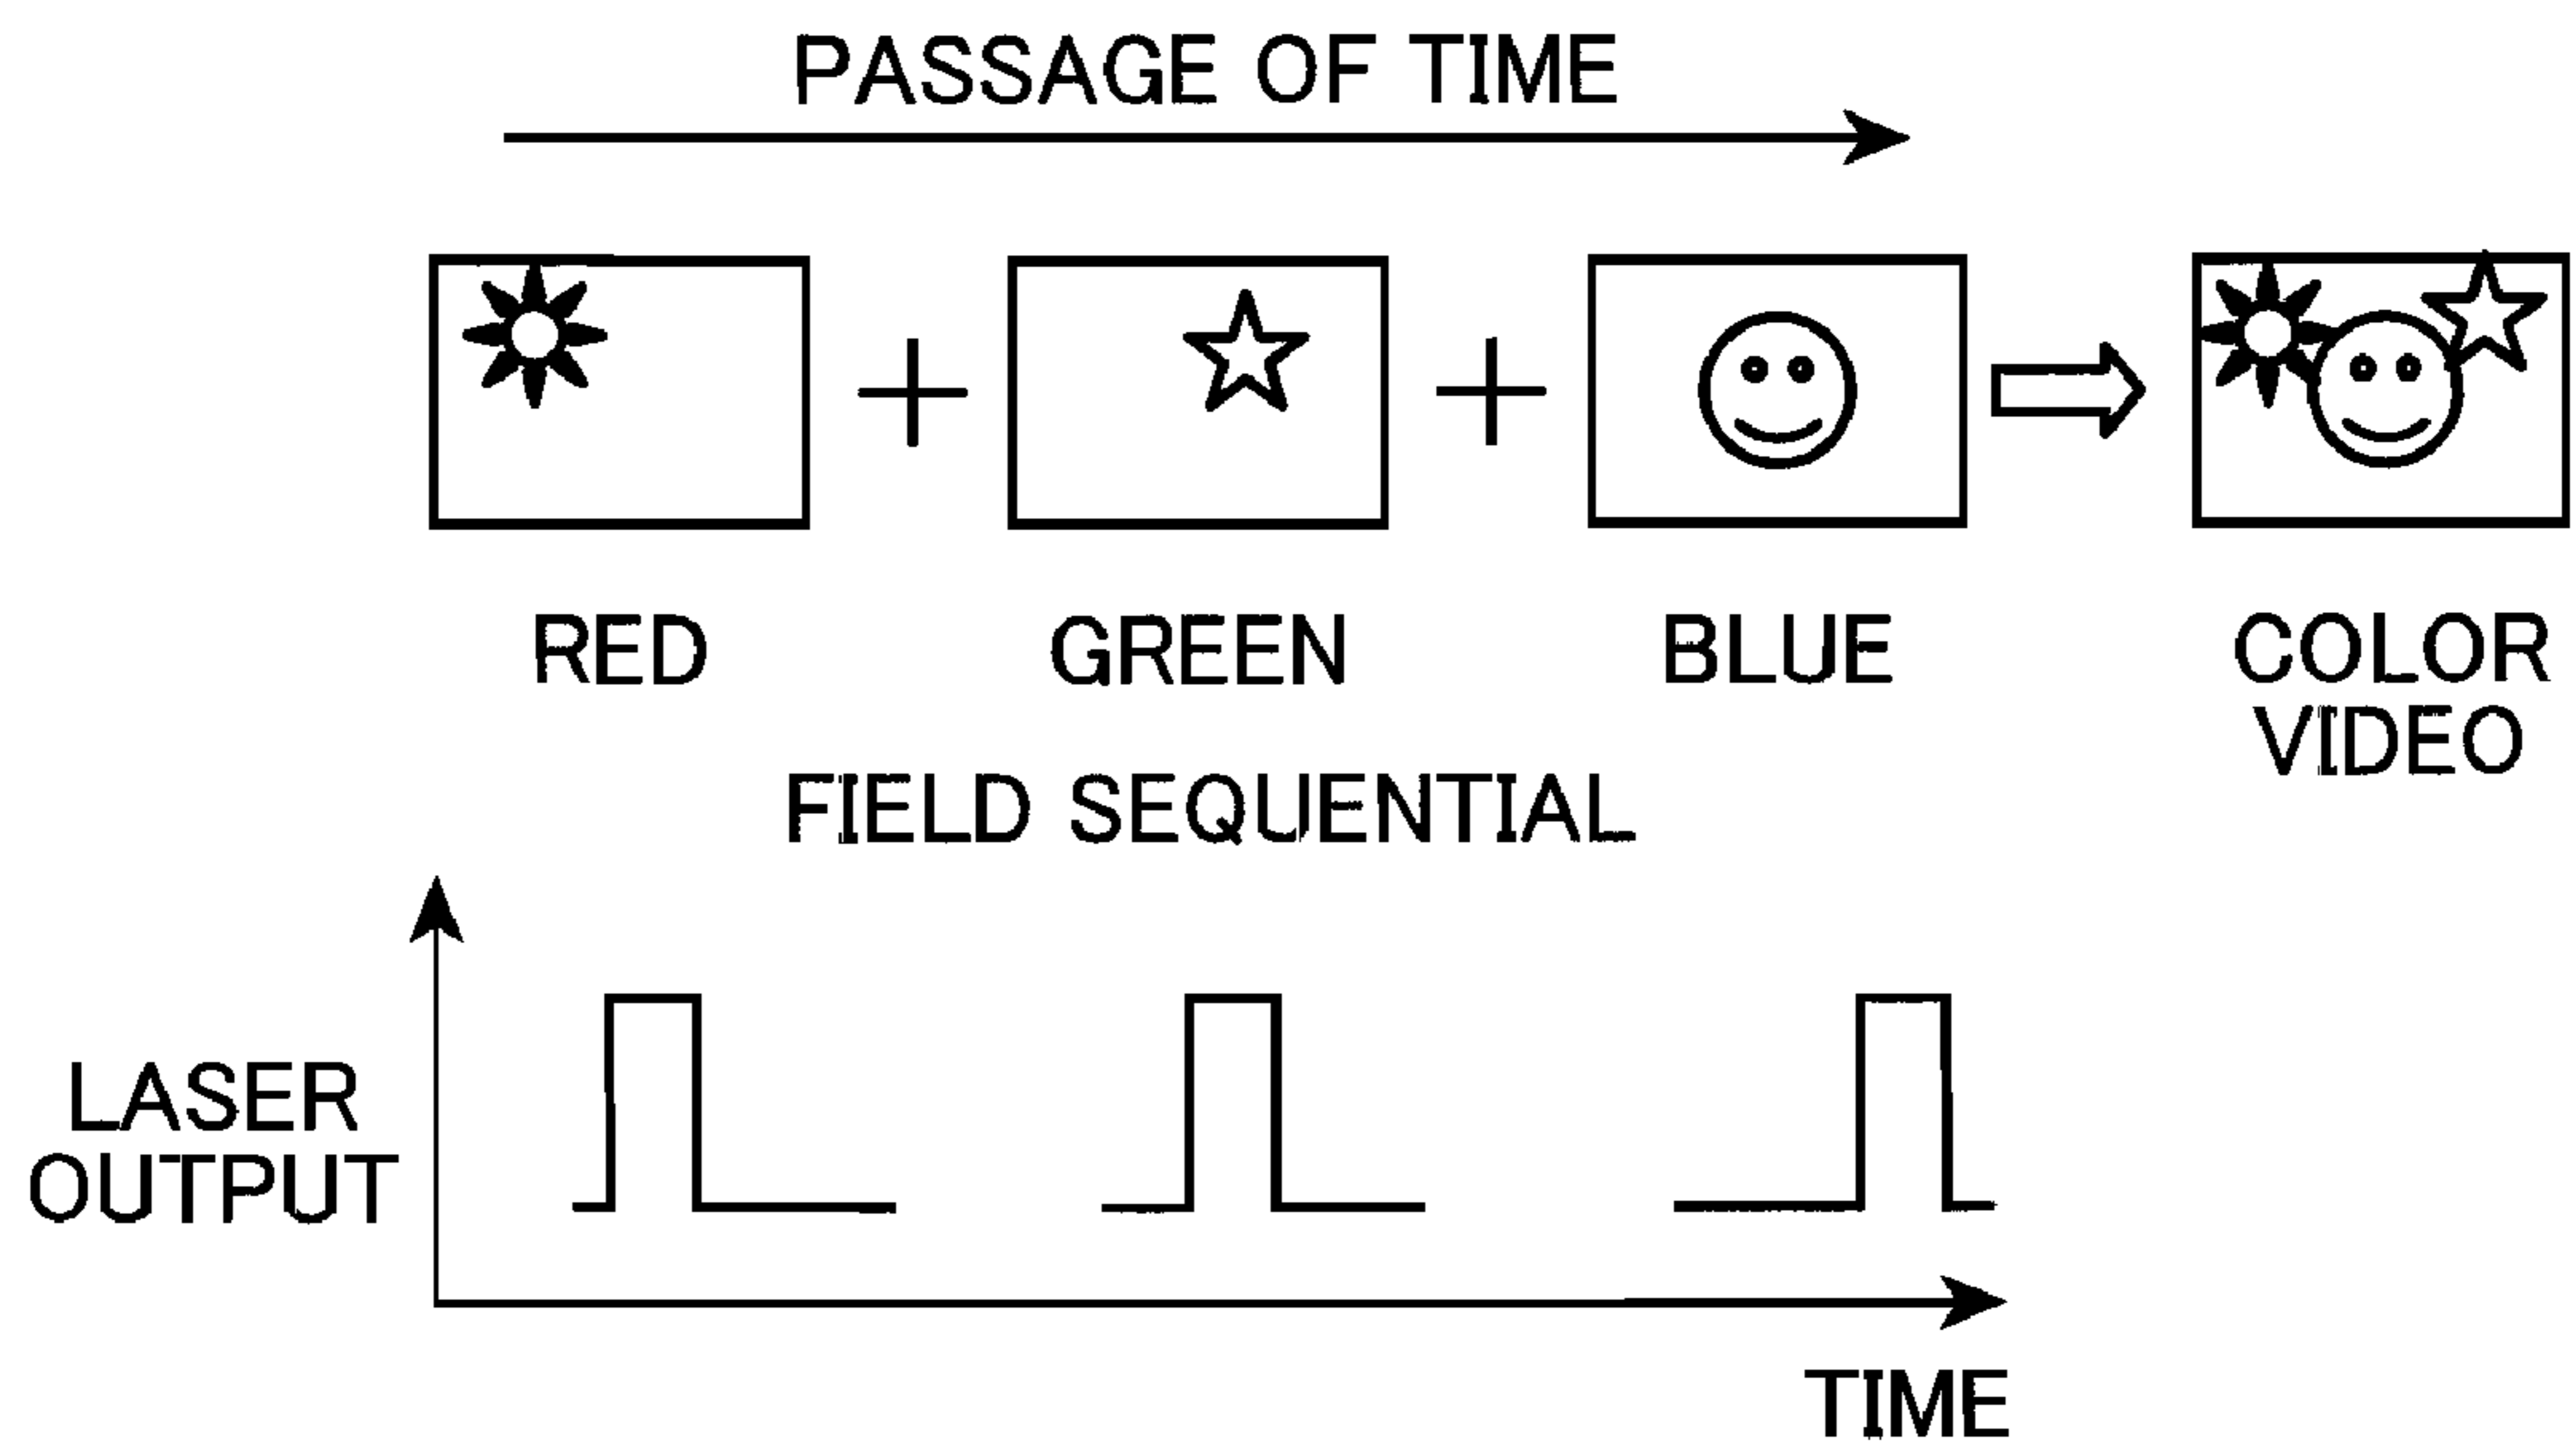 PASSAGE OF TIME
RED
GREEN
BLUE
COLOR
VIDEO
FIELD SEQUENTIAL
LASER
OUTPUT
TIME